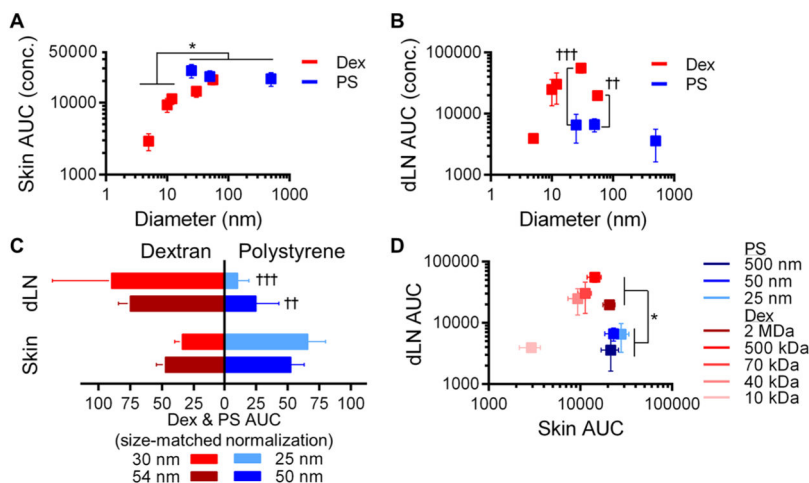 A
Skin AUC (conc.)
50000
10000
1000
*
Dex
PS
1 10 100 1000
Diameter (nm)
B
dLN AUC (conc.)
100000
10000
1000
†††
††
Dex
PS
1 10 100 1000
Diameter (nm)
C
Dextran Polystyrene
dLN
Skin
†††
††
100 75 50 25 0 25 50 75 100
Dex & PS AUC
(size-matched normalization)
30 nm 25 nm
54 nm 50 nm
D
dLN AUC
100000
10000
1000
*
1000 10000 100000
Skin AUC
PS
500 nm
50 nm
25 nm
Dex
2 MDa
500 kDa
70 kDa
40 kDa
10 kDa